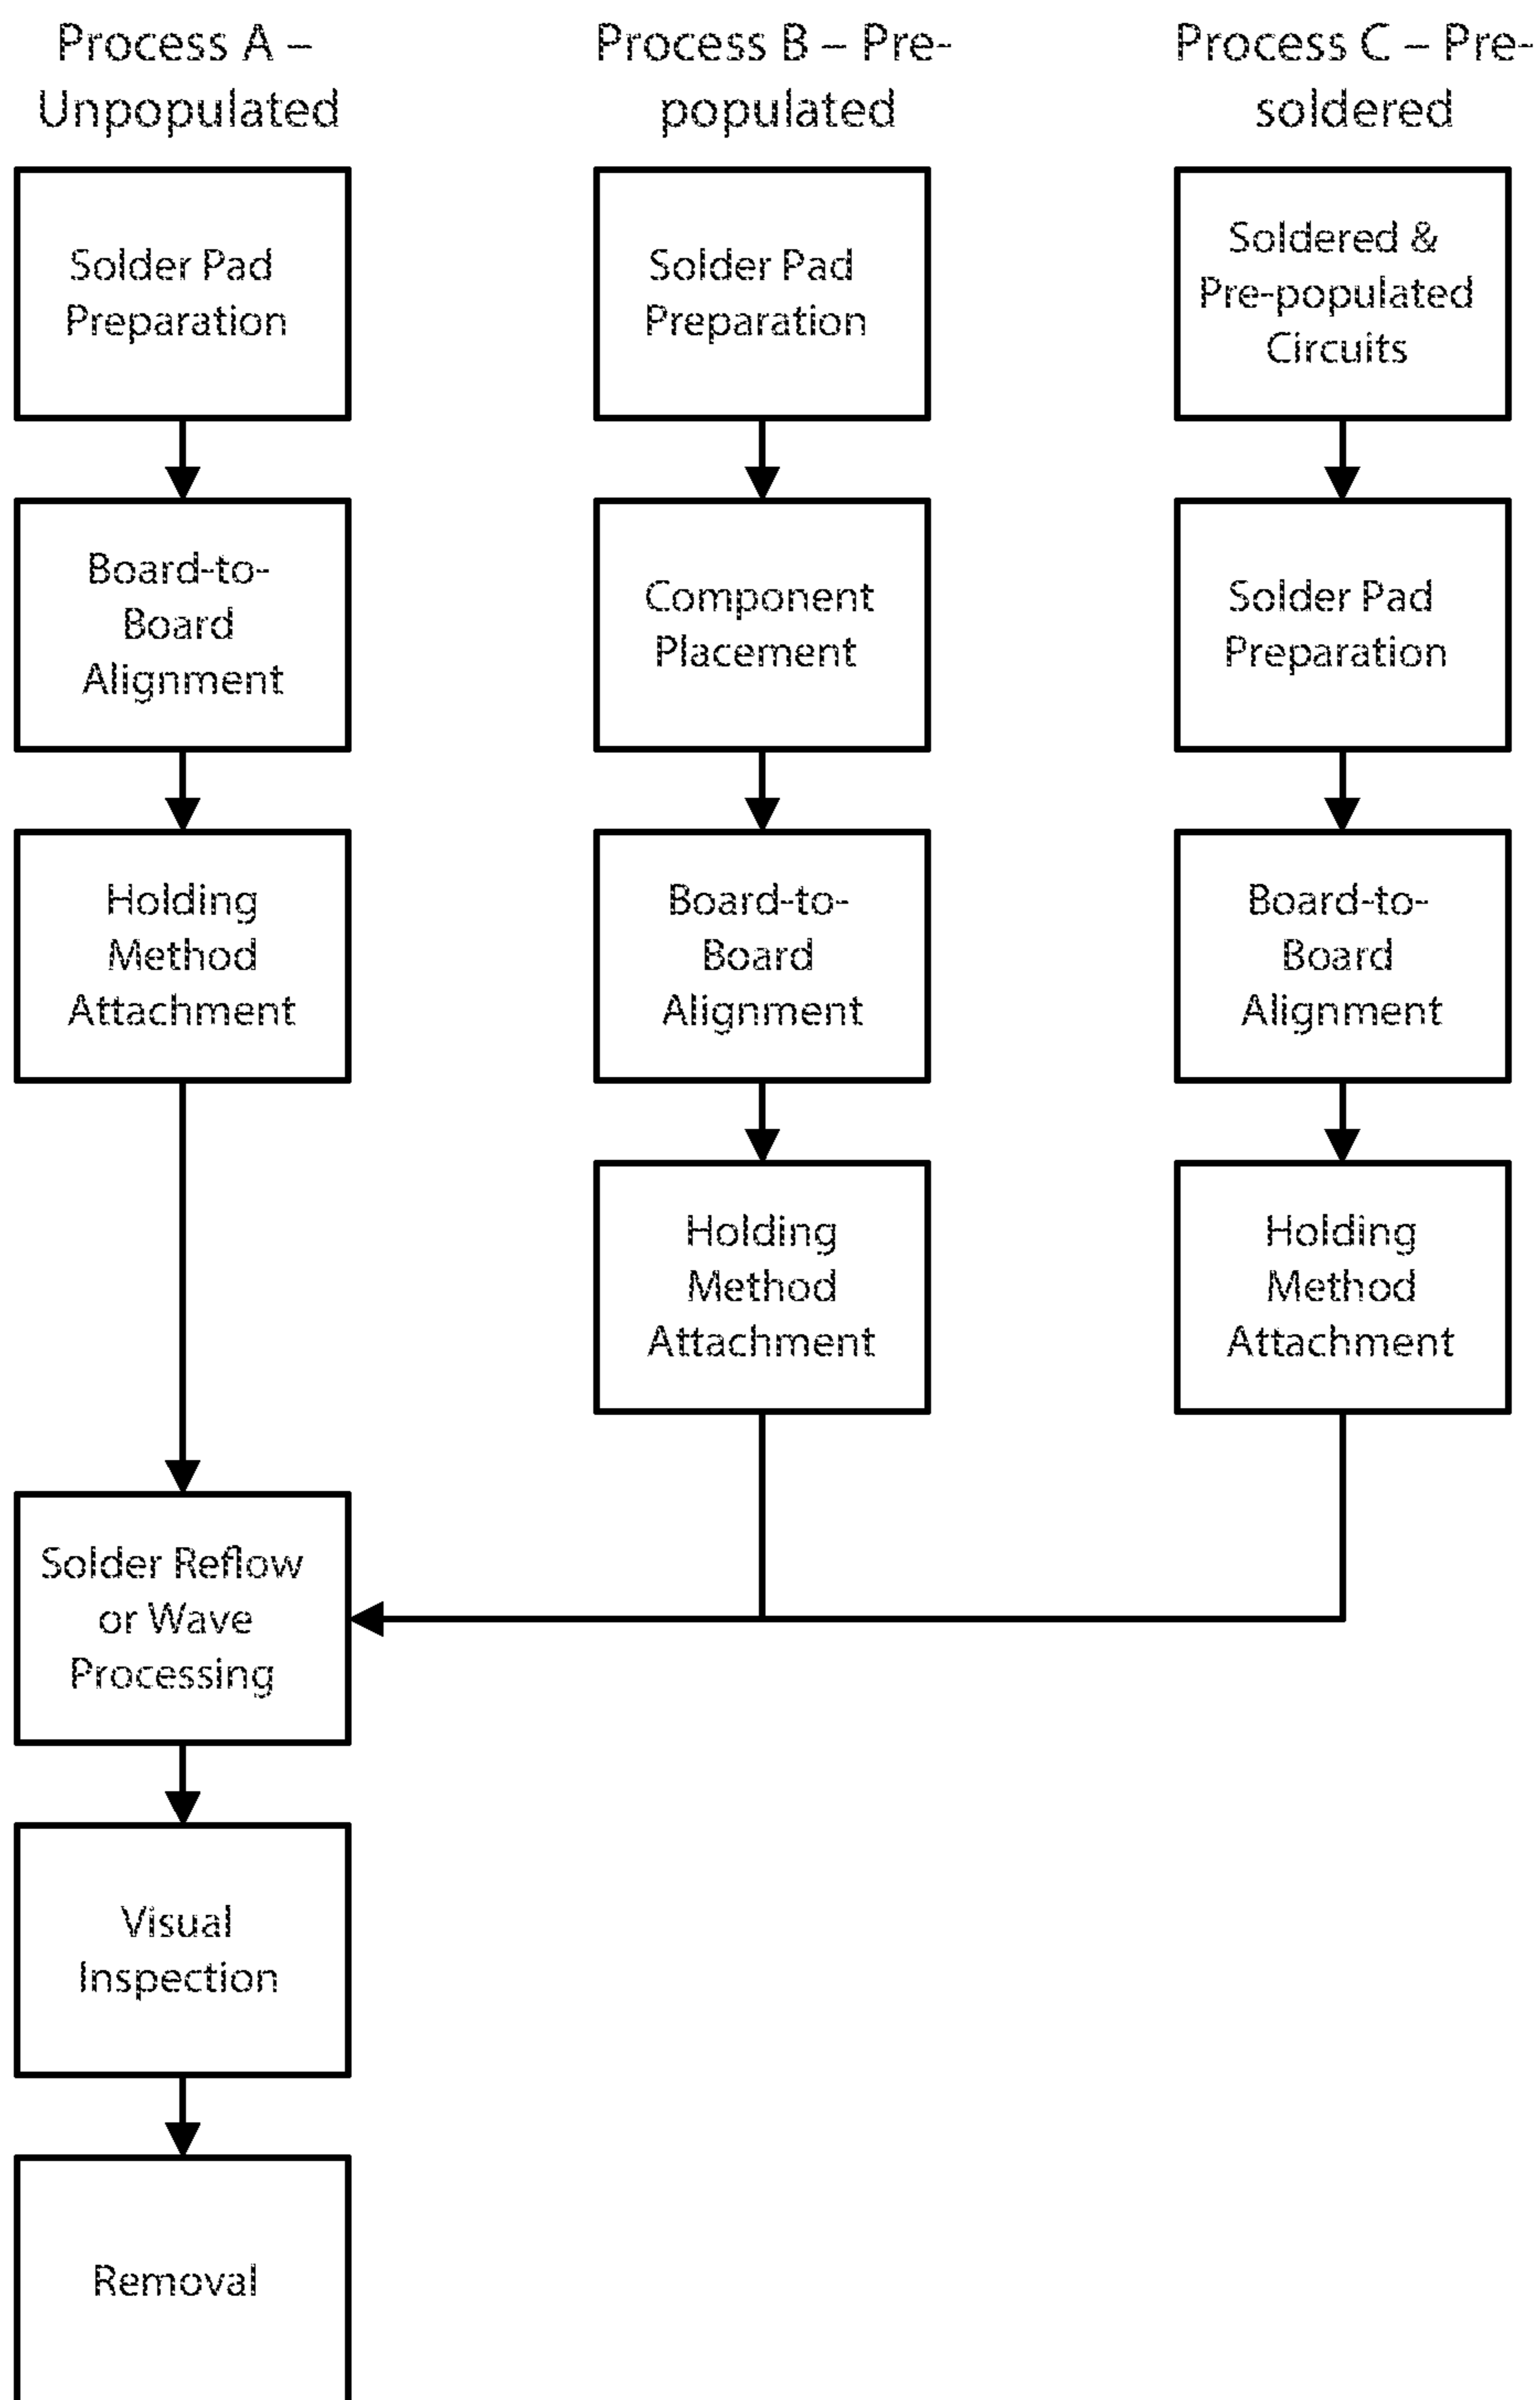 Process A –
Unpopulated
Solder Pad
Preparation
Board-to-
Board
Alignment
Holding
Method
Attachment
Solder Reflow
or Wave
Processing
Visual
Inspection
Removal
Process B – Pre-
populated
Solder Pad
Preparation
Component
Placement
Board-to-
Board
Alignment
Holding
Method
Attachment
Process C – Pre-
soldered
Soldered &
Pre-populated
Circuits
Solder Pad
Preparation
Board-to-
Board
Alignment
Holding
Method
Attachment